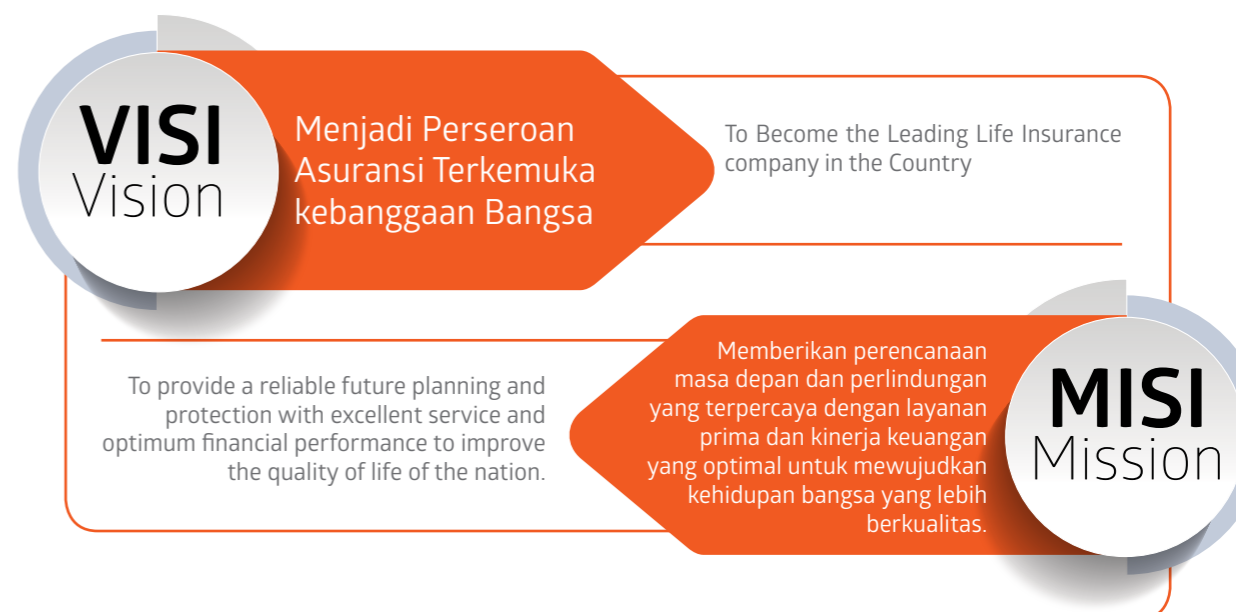 VISI
Vision
Menjadi Perseroan
Asuransi Terkemuka
kebanggaan Bangsa
To Become the Leading Life Insurance
company in the Country
To provide a reliable future planning and
protection with excellent service and
optimum financial performance to improve
the quality of life of the nation.
Memberikan perencanaan
masa depan dan perlindungan
yang terpercaya dengan layanan
prima dan kinerja keuangan
yang optimal untuk mewujudkan
kehidupan bangsa yang lebih
berkualitas.
MISI
Mission